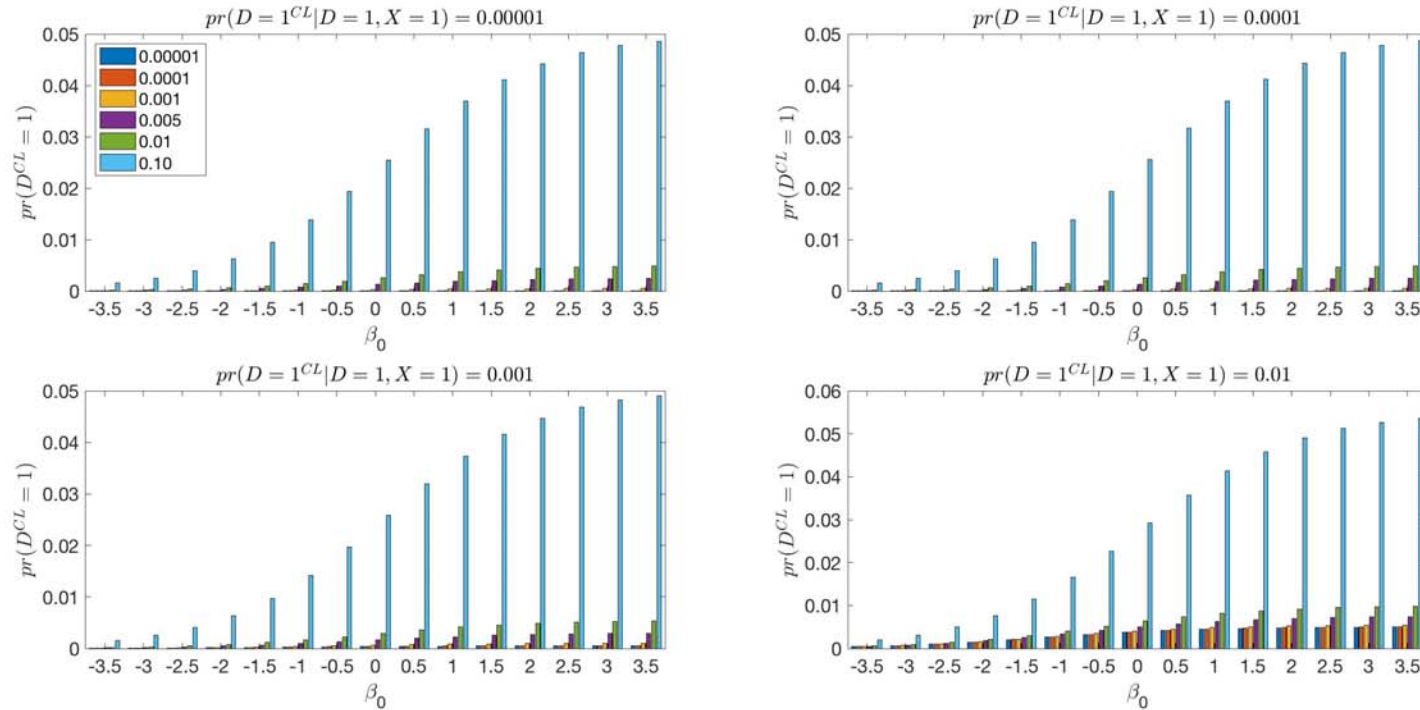 pr(D = 1^{CL}|D = 1, X = 1) = 0.00001
0.05
0.04
0.03
0.02
0.01
0
pr(D^{CL} = 1)
0.00001
0.0001
0.001
0.005
0.01
0.10
-3.5 -3 -2.5 -2 -1.5 -1 -0.5 0 0.5 1 1.5 2 2.5 3 3.5
β_0
pr(D = 1^{CL}|D = 1, X = 1) = 0.0001
0.05
0.04
0.03
0.02
0.01
0
pr(D^{CL} = 1)
-3.5 -3 -2.5 -2 -1.5 -1 -0.5 0 0.5 1 1.5 2 2.5 3 3.5
β_0
pr(D = 1^{CL}|D = 1, X = 1) = 0.001
0.05
0.04
0.03
0.02
0.01
0
pr(D^{CL} = 1)
-3.5 -3 -2.5 -2 -1.5 -1 -0.5 0 0.5 1 1.5 2 2.5 3 3.5
β_0
pr(D = 1^{CL}|D = 1, X = 1) = 0.01
0.06
0.05
0.04
0.03
0.02
0.01
0
pr(D^{CL} = 1)
-3.5 -3 -2.5 -2 -1.5 -1 -0.5 0 0.5 1 1.5 2 2.5 3 3.5
β_0